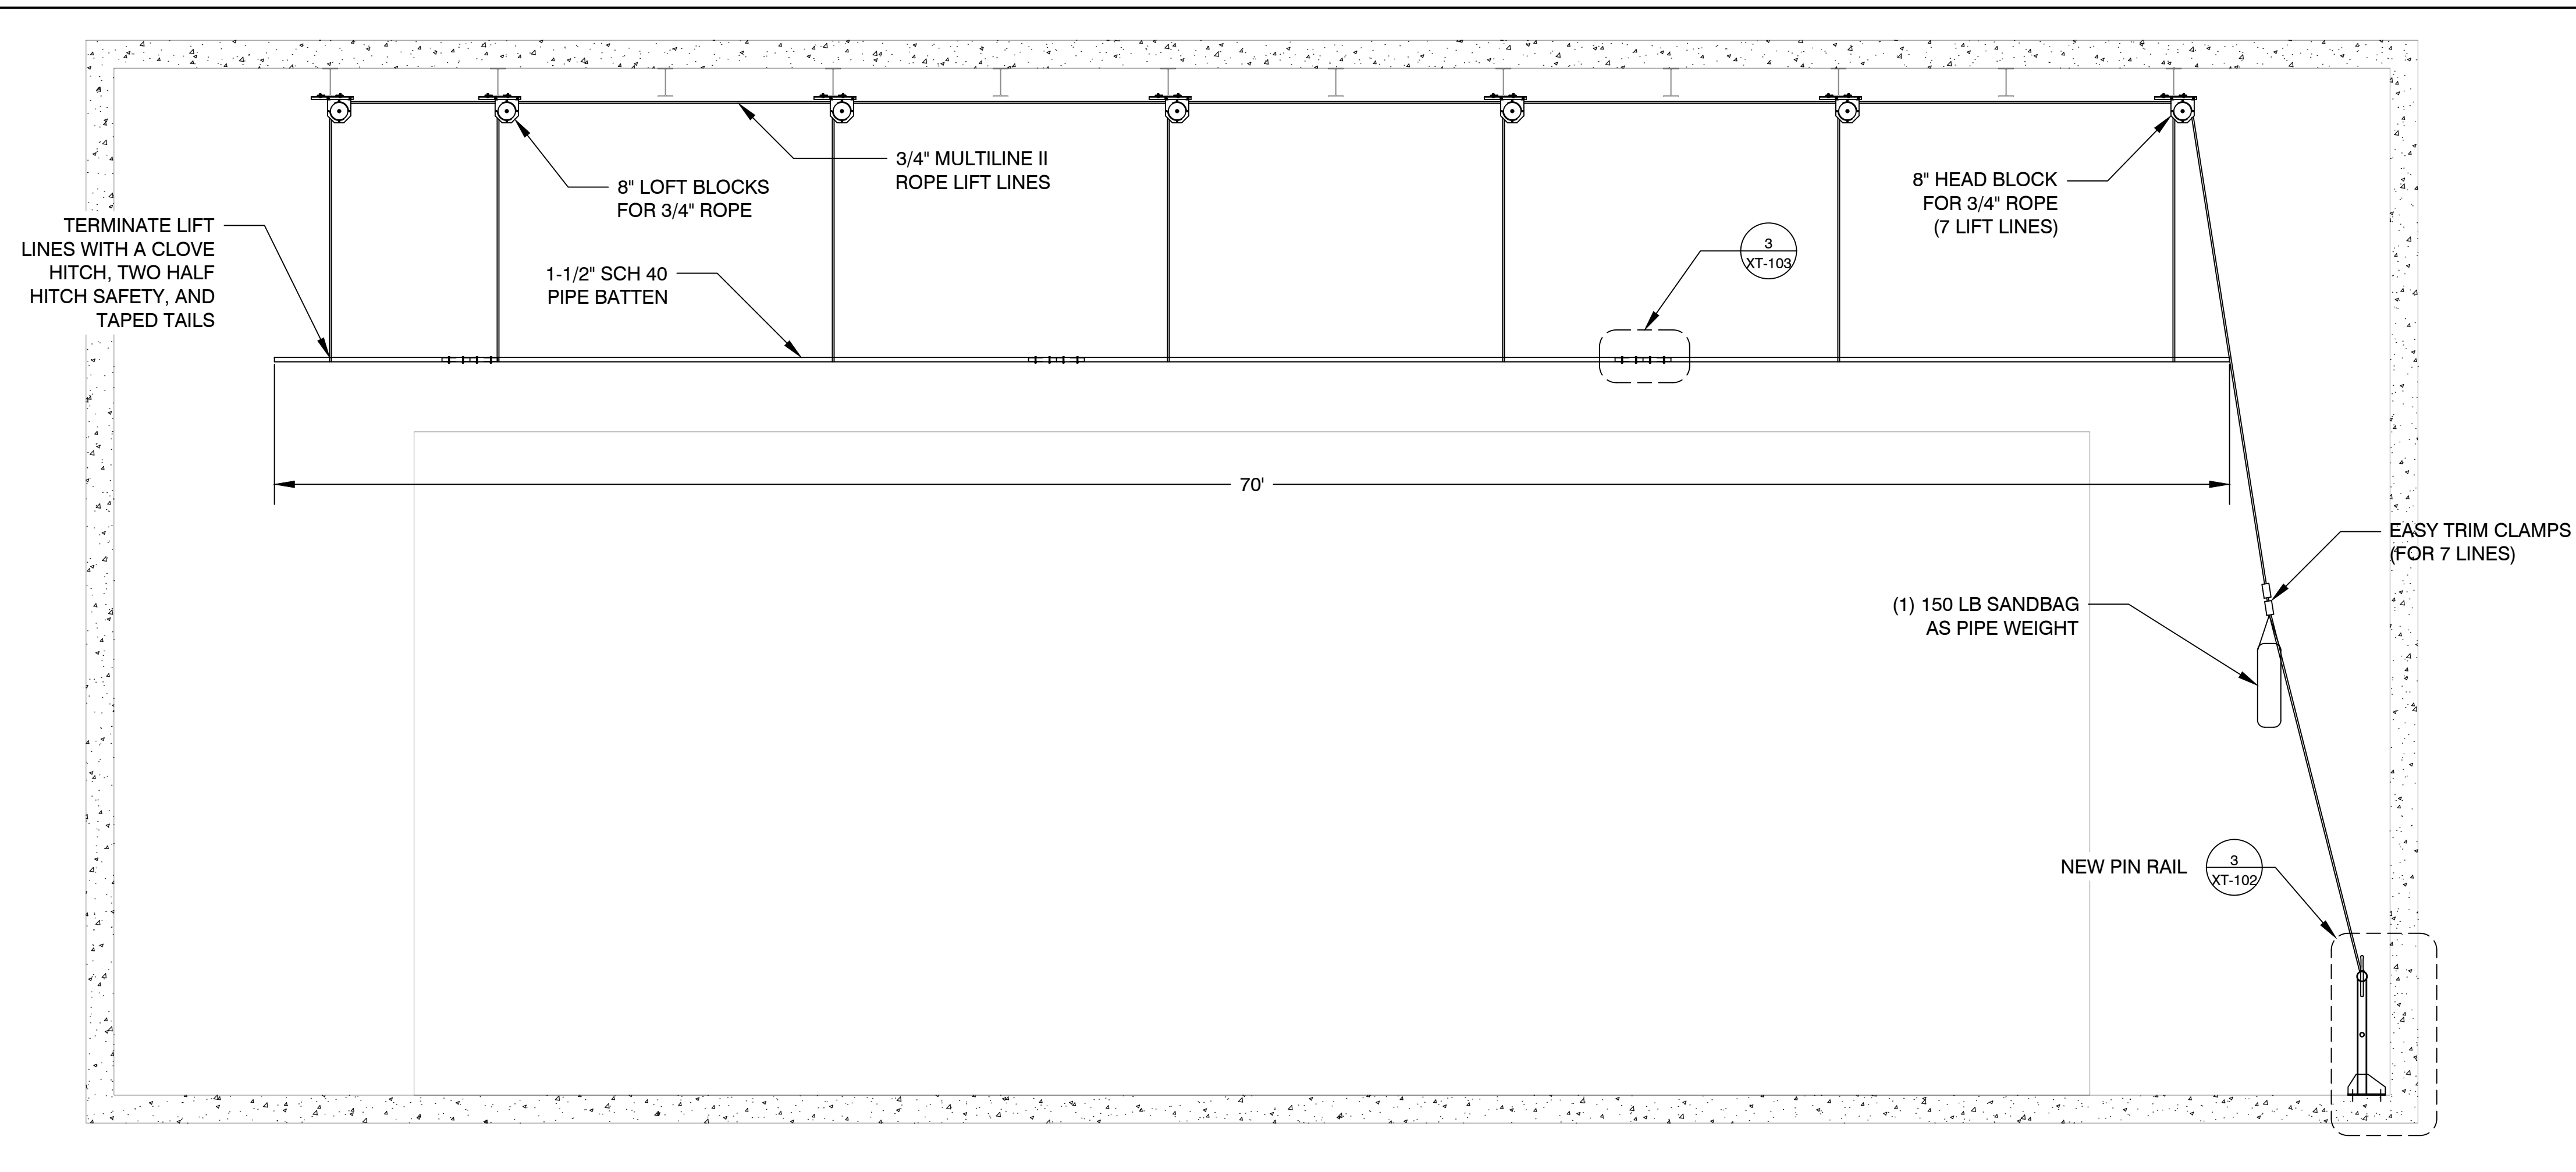 TERMINATE LIFT
LINES WITH A CLOVE
HITCH, TWO HALF
HITCH SAFETY, AND
TAPED TAILS
8" LOFT BLOCKS
FOR 3/4" ROPE
3/4" MULTILINE II
ROPE LIFT LINES
1-1/2" SCH 40
PIPE BATTEN
8" HEAD BLOCK
FOR 3/4" ROPE
(7 LIFT LINES)
3
XT-103
70'
EASY TRIM CLAMPS
(FOR 7 LINES)
(1) 150 LB SANDBAG
AS PIPE WEIGHT
NEW PIN RAIL
3
XT-102